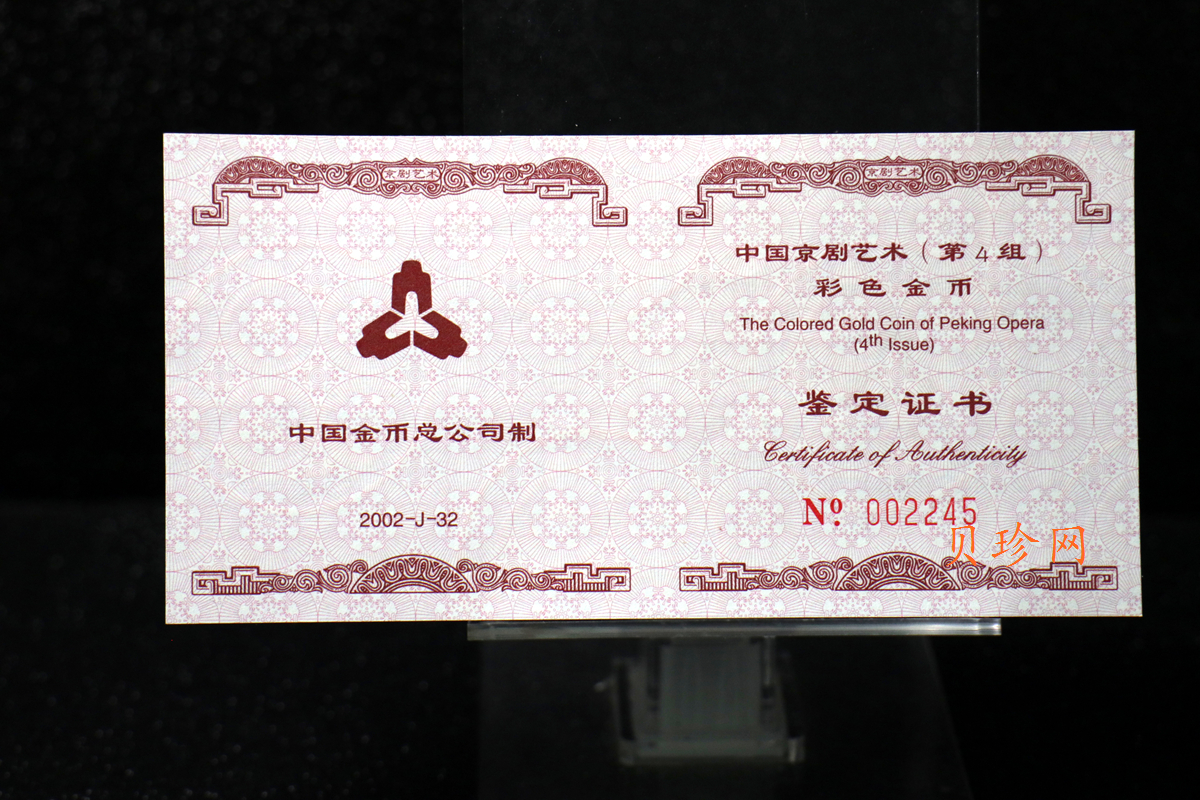 京剧艺术
中国金币总公司制
2002-J-32
京剧艺术
中国京剧艺术（第4组）
彩色金币
The Colored Gold Coin of Peking Opera
(4th Issue)
鉴定证书
Certificate of Authenticity
Nº 002245
贝珍网